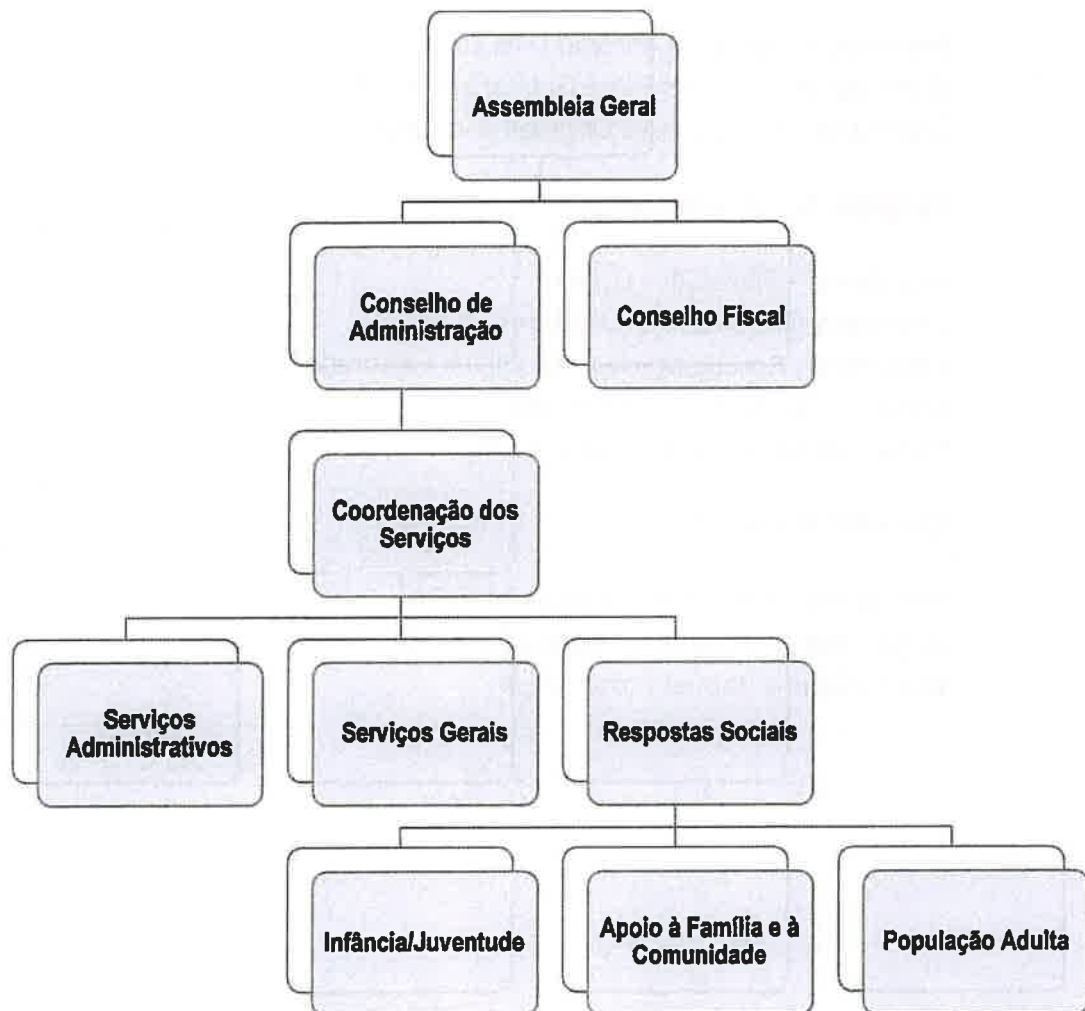 Assembleia Geral
Conselho de
Administração
Conselho Fiscal
Coordenação dos
Serviços
Serviços
Administrativos
Serviços Gerais
Respostas Sociais
Infância/Juventude
Apoio à Família e à
Comunidade
População Adulta